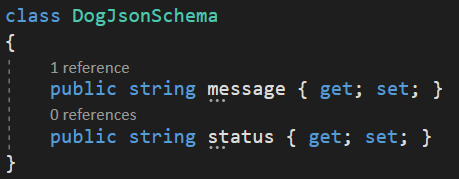 class DogJsonSchema
{
1 reference
public string message { get; set; }
0 references
public string status { get; set; }
}